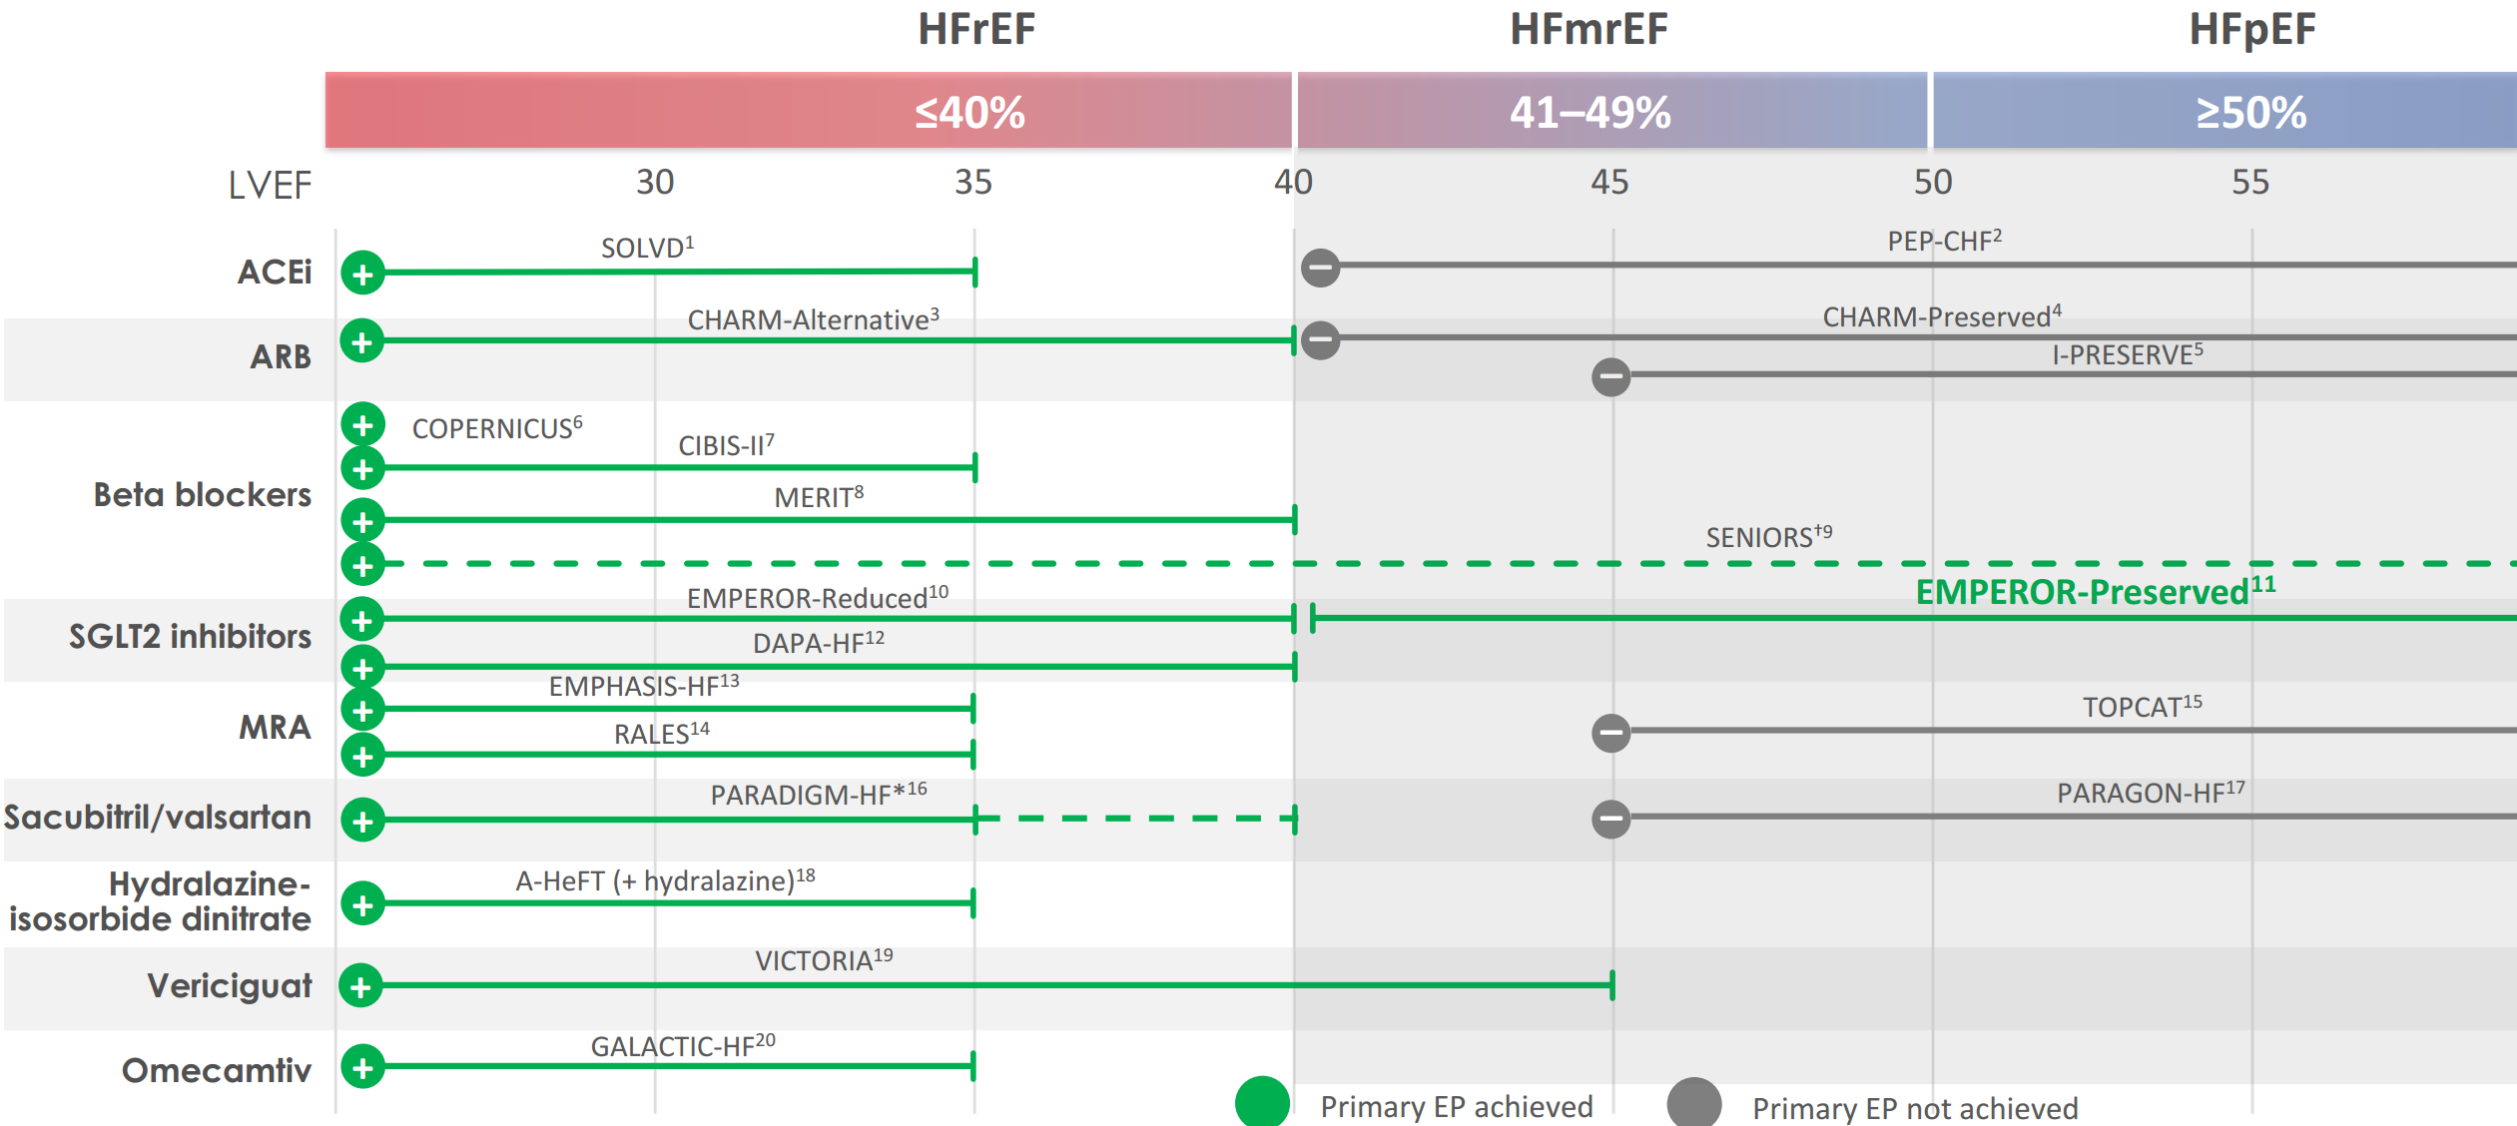 HFrEF HFmrEF HFpEF
≤40% 41–49% ≥50%
LVEF 30 35 40 45 50 55
ACEi
SOLVD¹
PEP-CHF²
ARB
CHARM-Alternative³
CHARM-Preserved⁴
I-PRESERVE⁵
Beta blockers
COPERNICUS⁶
CIBIS-II⁷
MERIT⁸
SENIORS†⁹
SGLT2 inhibitors
EMPEROR-Reduced¹⁰
EMPEROR-Preserved¹¹
DAPA-HF¹²
MRA
EMPHASIS-HF¹³
RALES¹⁴
TOPCAT¹⁵
Sacubitril/valsartan
PARADIGM-HF*¹⁶
PARAGON-HF¹⁷
Hydralazine-
isosorbide dinitrate
A-HeFT (+ hydralazine)¹⁸
Vericiguat
VICTORIA¹⁹
Omecamtiv
GALACTIC-HF²⁰
Primary EP achieved
Primary EP not achieved